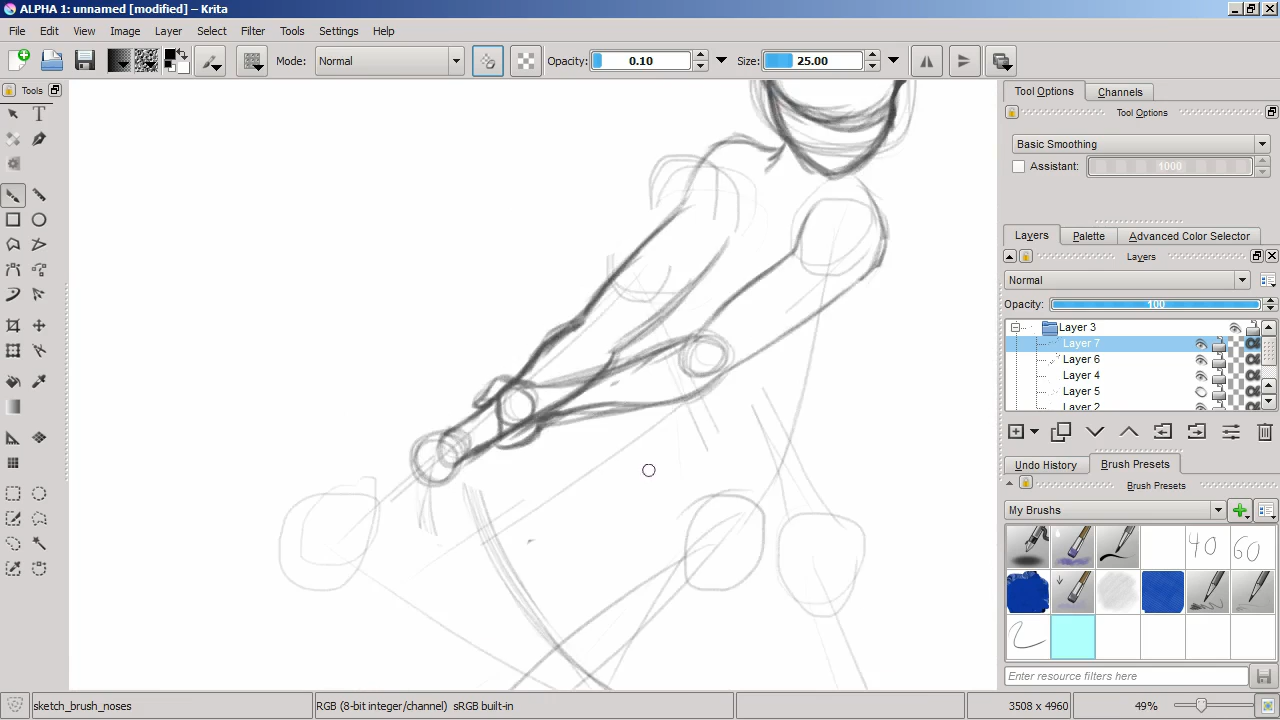 ALPHA 1: unnamed [modified] – Krita
File Edit View Image Layer Select Filter Tools Settings Help
Mode: Normal Opacity: 0.10 Size: 25.00
Tools
Tool Options Channels
Tool Options
Basic Smoothing
Assistant: 1000
Layers Palette Advanced Color Selector
Layers
Normal
Opacity: 100
Layer 3
Layer 7
Layer 6
Layer 4
Layer 5
Layer 2
Undo History Brush Presets
Brush Presets
My Brushes
40 60
Enter resource filters here
sketch_brush_noses RGB (8-bit integer/channel) sRGB built-in 3508 x 4960 49%